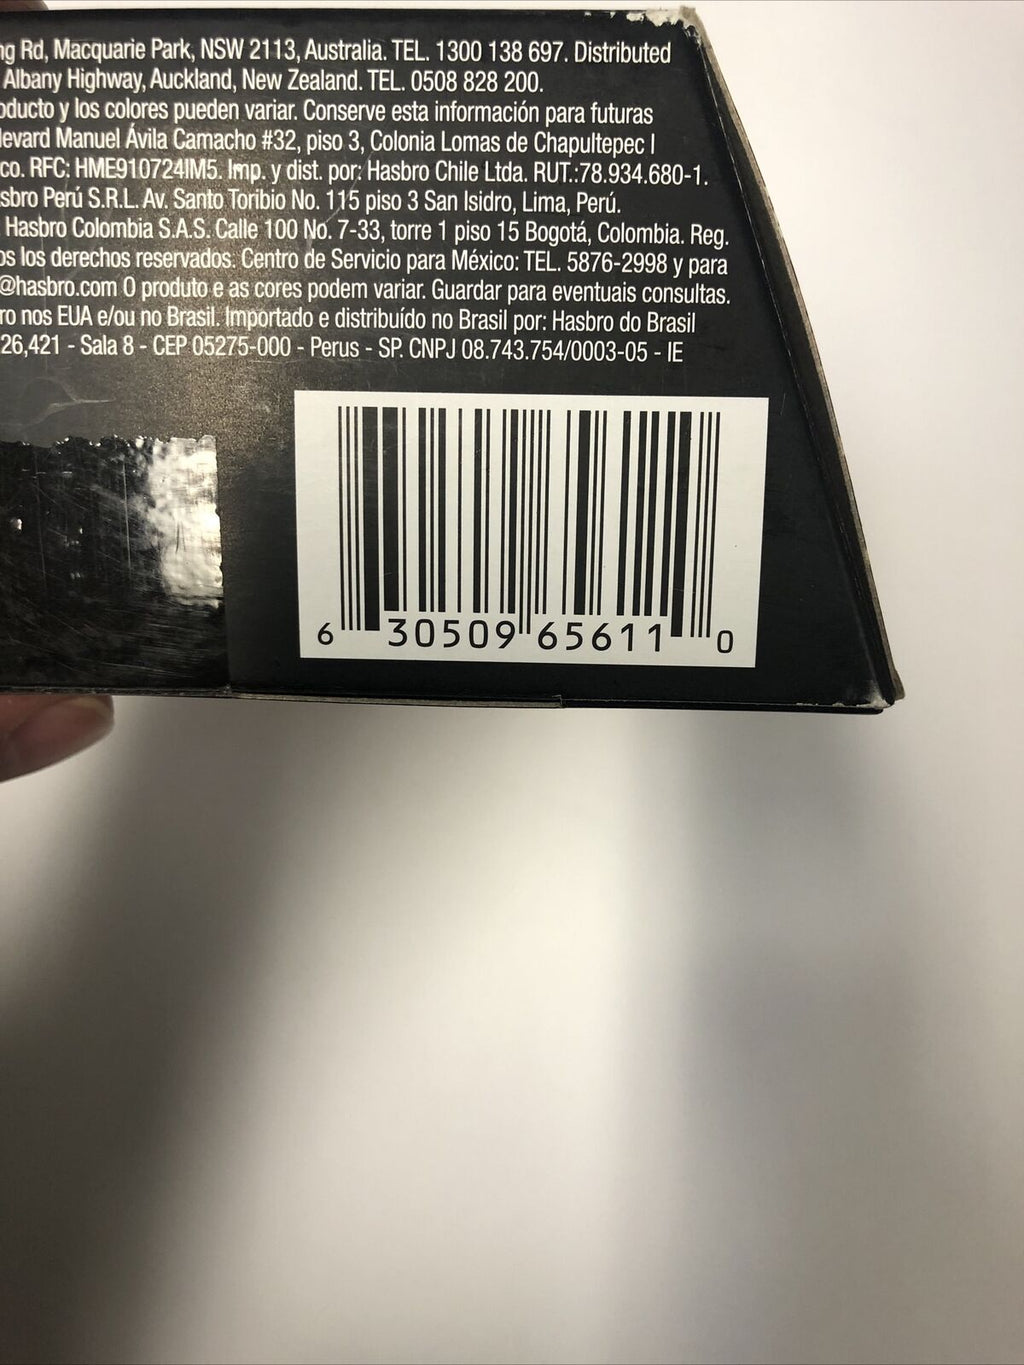 ng Rd, Macquarie Park, NSW 2113, Australia. TEL. 1300 138 697. Distributed
Albany Highway, Auckland, New Zealand. TEL. 0508 828 200.
oducto y los colores pueden variar. Conserve esta información para futuras
levard Manuel Ávila Camacho #32, piso 3, Colonia Lomas de Chapultepec I
co. RFC: HME910724IM5. Imp. y dist. por: Hasbro Chile Ltda. RUT.:78.934.680-1.
sbro Perú S.R.L. Av. Santo Toribio No. 115 piso 3 San Isidro, Lima, Perú.
Hasbro Colombia S.A.S. Calle 100 No. 7-33, torre 1 piso 15 Bogotá, Colombia. Reg.
os los derechos reservados. Centro de Servicio para México: TEL. 5876-2998 y para
@hasbro.com O produto e as cores podem variar. Guardar para eventuais consultas.
ro nos EUA e/ou no Brasil. Importado e distribuído no Brasil por: Hasbro do Brasil
26,421 - Sala 8 - CEP 05275-000 - Perus - SP. CNPJ 08.743.754/0003-05 - IE
6 30509 65611 0